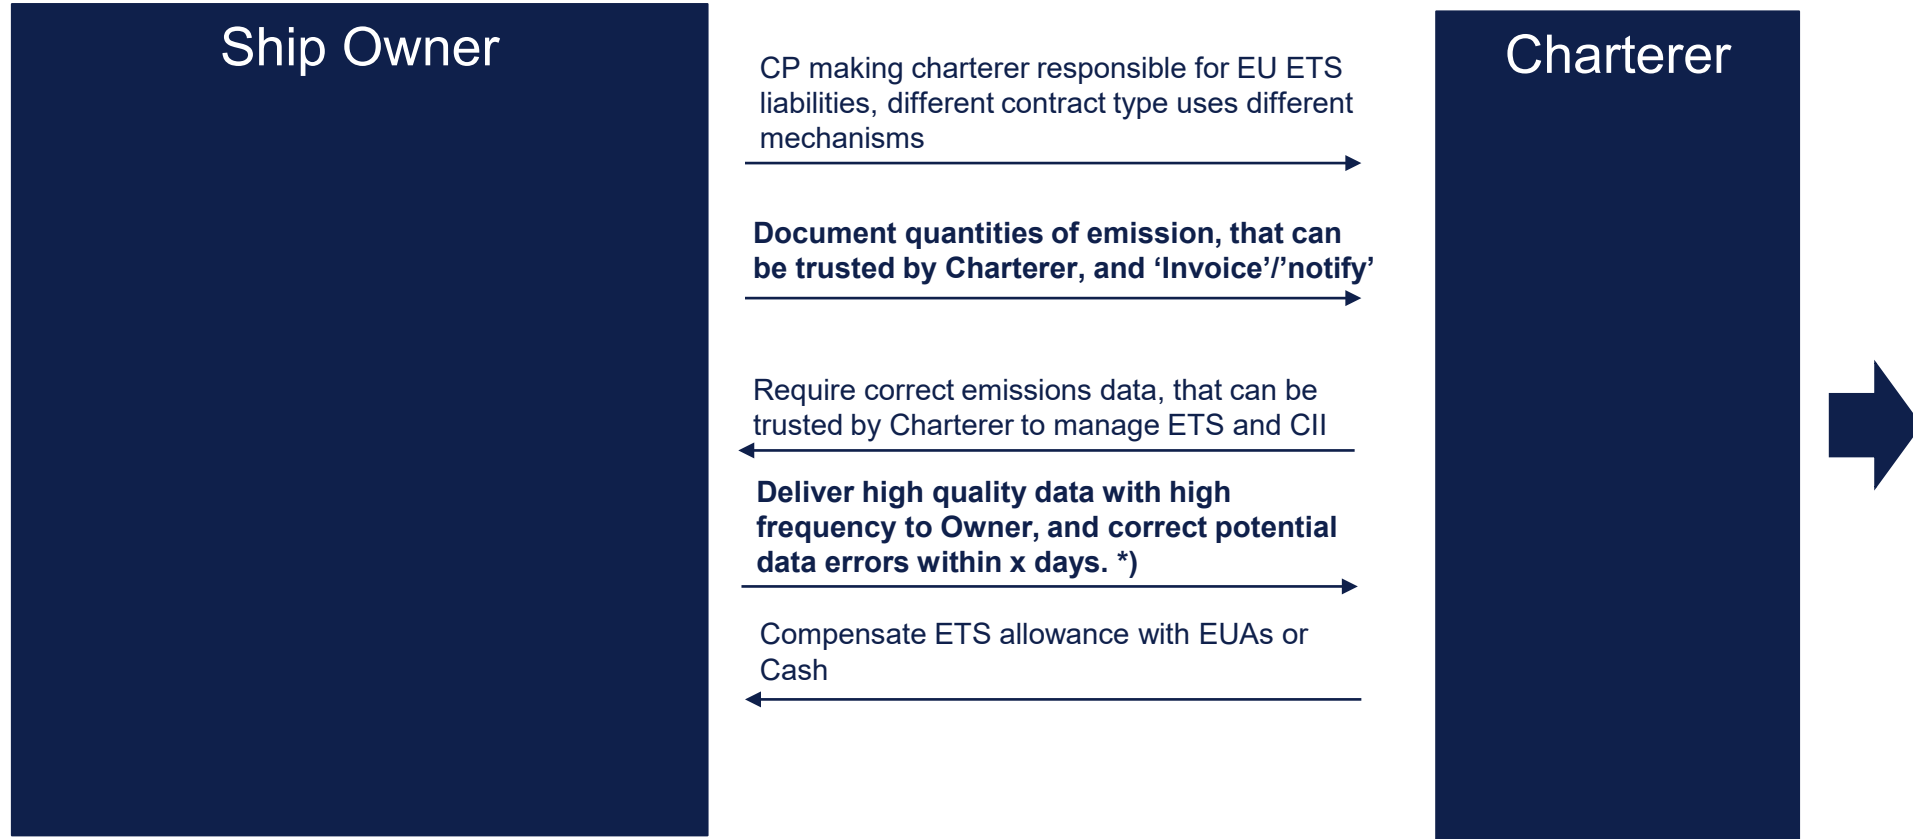 Ship Owner
CP making charterer responsible for EU ETS
liabilities, different contract type uses different
mechanisms
Document quantities of emission, that can
be trusted by Charterer, and ‘Invoice’/’notify’
Require correct emissions data, that can be
trusted by Charterer to manage ETS and CII
Deliver high quality data with high
frequency to Owner, and correct potential
data errors within x days. *)
Compensate ETS allowance with EUAs or
Cash
Charterer